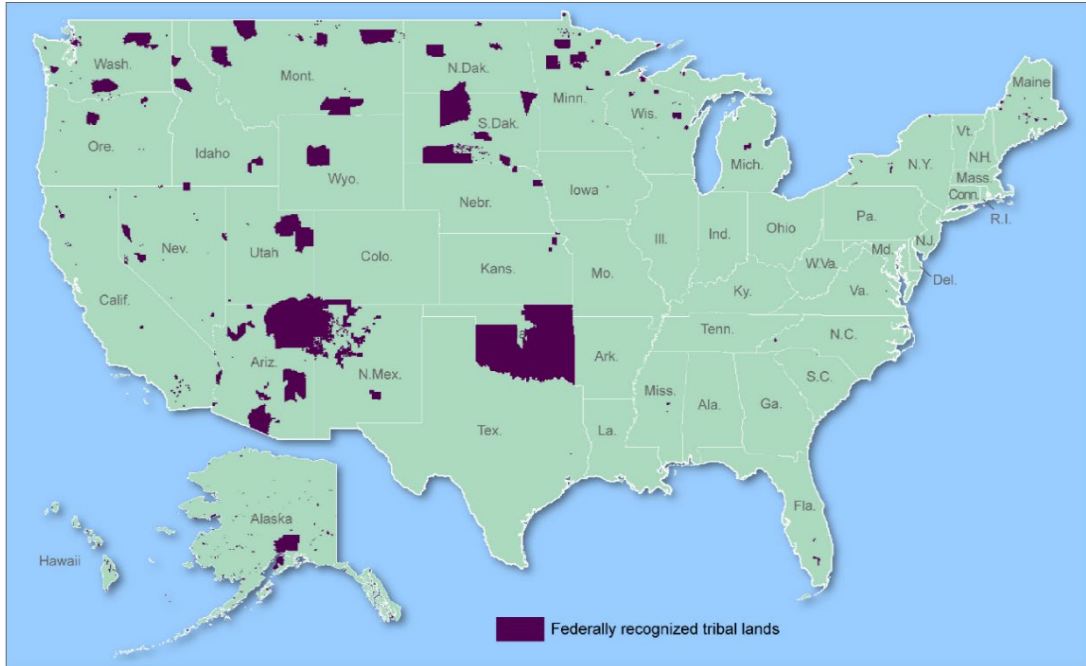 Wash.
Mont.
N.Dak.
Minn.
Maine
Ore.
Idaho
Wyo.
S.Dak.
Wis.
Mich.
Vt.
N.H.
N.Y.
Mass.
Conn.
R.I.
Nev.
Utah
Colo.
Nebr.
Iowa
Ill.
Ind.
Ohio
Pa.
N.J.
Md.
Del.
Calif.
Kans.
Mo.
W.Va.
Va.
Ky.
Ariz.
N.Mex.
Ark.
Tenn.
N.C.
S.C.
Tex.
La.
Miss.
Ala.
Ga.
Fla.
Alaska
Hawaii
Federally recognized tribal lands